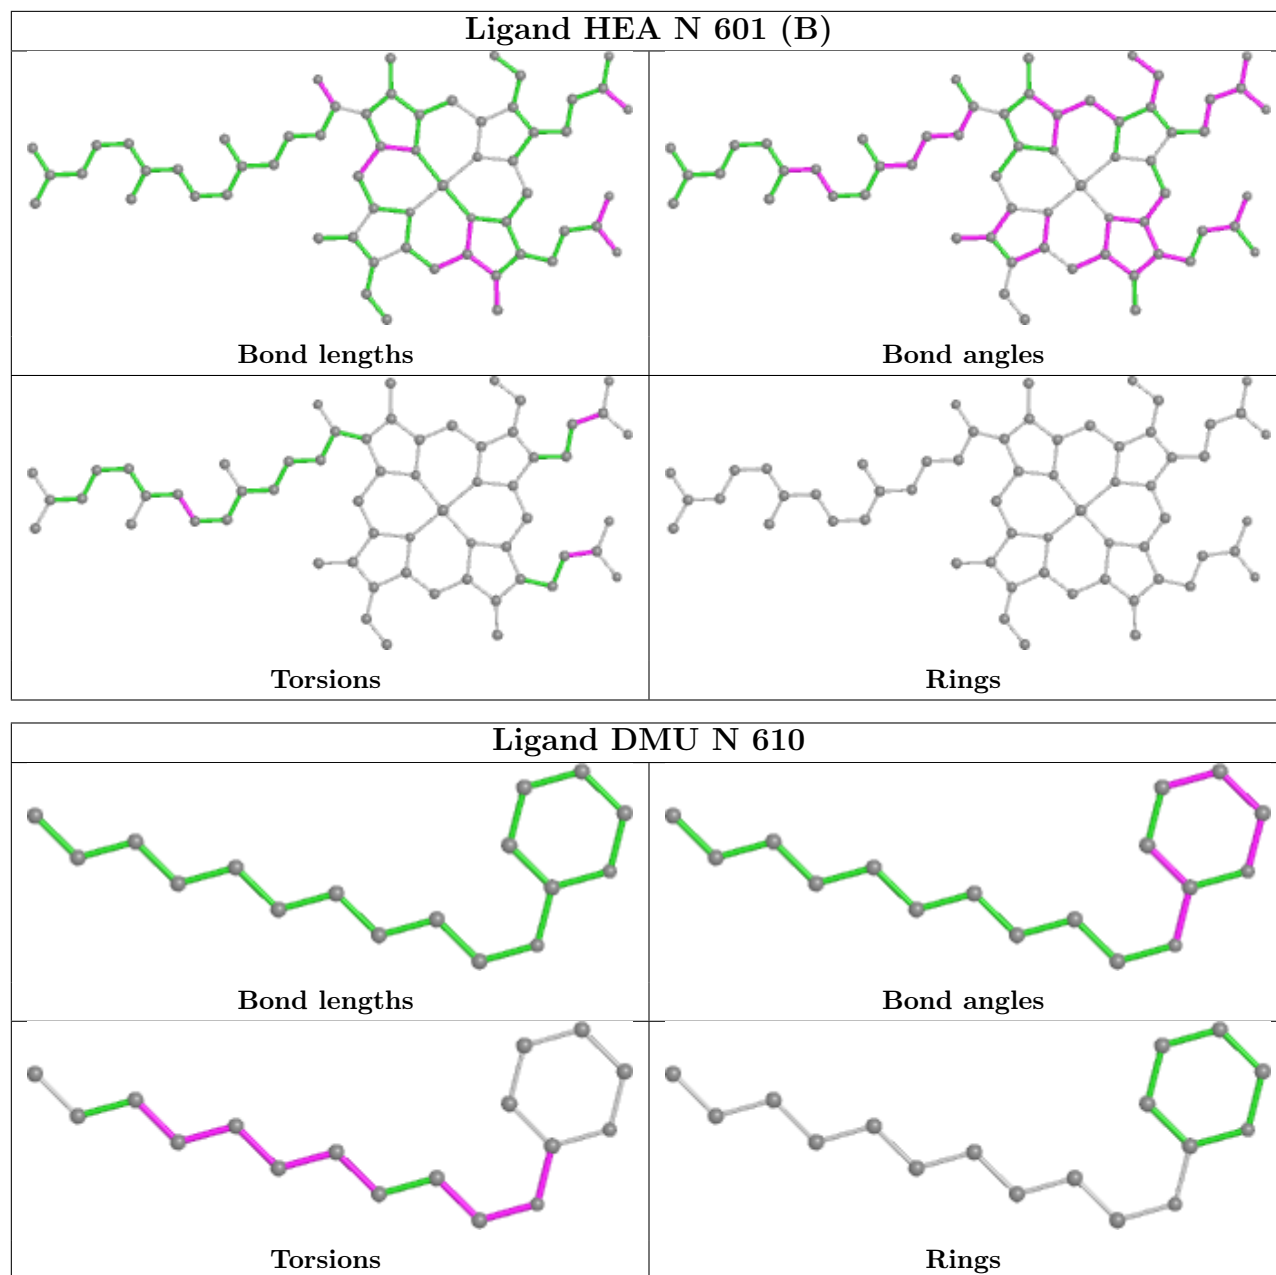 Ligand HEA N 601 (B)
Bond lengths
Bond angles
Torsions
Rings
Ligand DMU N 610
Bond lengths
Bond angles
Torsions
Rings